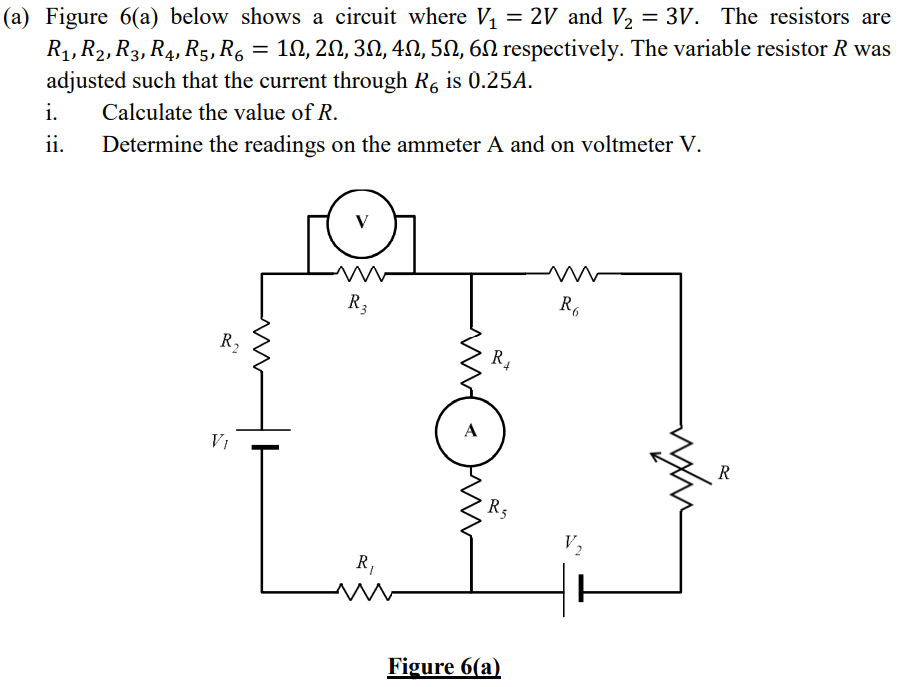 (a) Figure 6(a) below shows a circuit where V₁ = 2V and V₂ = 3V. The resistors are
R₁, R₂, R₃, R₄, R₅, R₆ = 1Ω, 2Ω, 3Ω, 4Ω, 5Ω, 6Ω respectively. The variable resistor R was
adjusted such that the current through R₆ is 0.25A.
i. Calculate the value of R.
ii. Determine the readings on the ammeter A and on voltmeter V.
V
R₃
R₆
R₂
R₄
V₁
A
R
R₅
V₂
R₁
Figure 6(a)